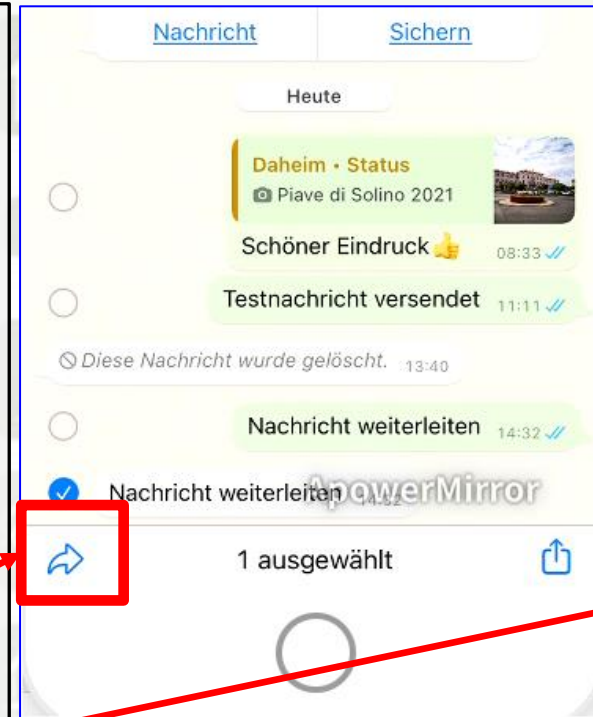 Nachricht Sichern
Heute
Daheim • Status
Piave di Solino 2021
Schöner Eindruck👍 08:33
Testnachricht versendet 11:11
Diese Nachricht wurde gelöscht. 13:40
Nachricht weiterleiten 14:32
Nachricht weiterleiten
ApowerMirror
1 ausgewählt